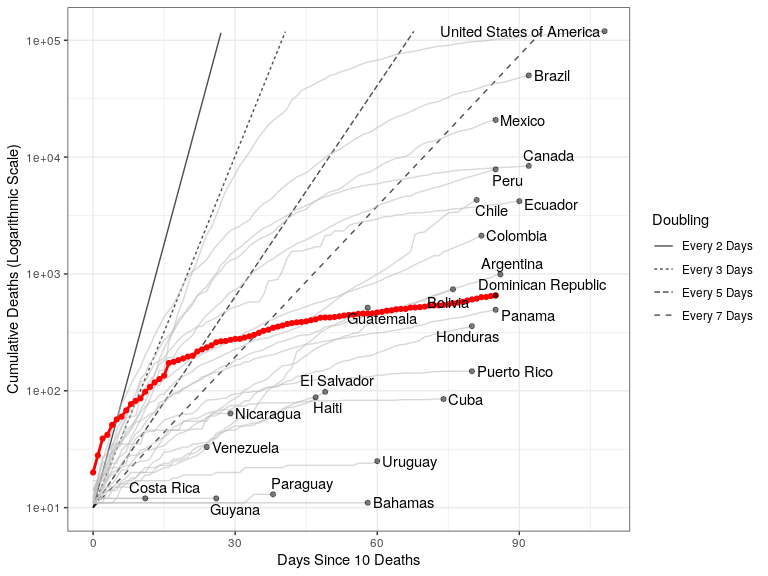 United States of America
1e+05
Brazil
Mexico
1e+04
Canada
Peru
Ecuador
Chile
Colombia
Argentina
1e+03
Dominican Republic
Bolivia
Guatemala
Panama
Honduras
Puerto Rico
El Salvador
1e+02
Cuba
Haiti
Nicaragua
Venezuela
Uruguay
Paraguay
Costa Rica
Guyana
Bahamas
1e+01
0
30
60
90
Days Since 10 Deaths
Cumulative Deaths (Logarithmic Scale)
Doubling
Every 2 Days
Every 3 Days
Every 5 Days
Every 7 Days